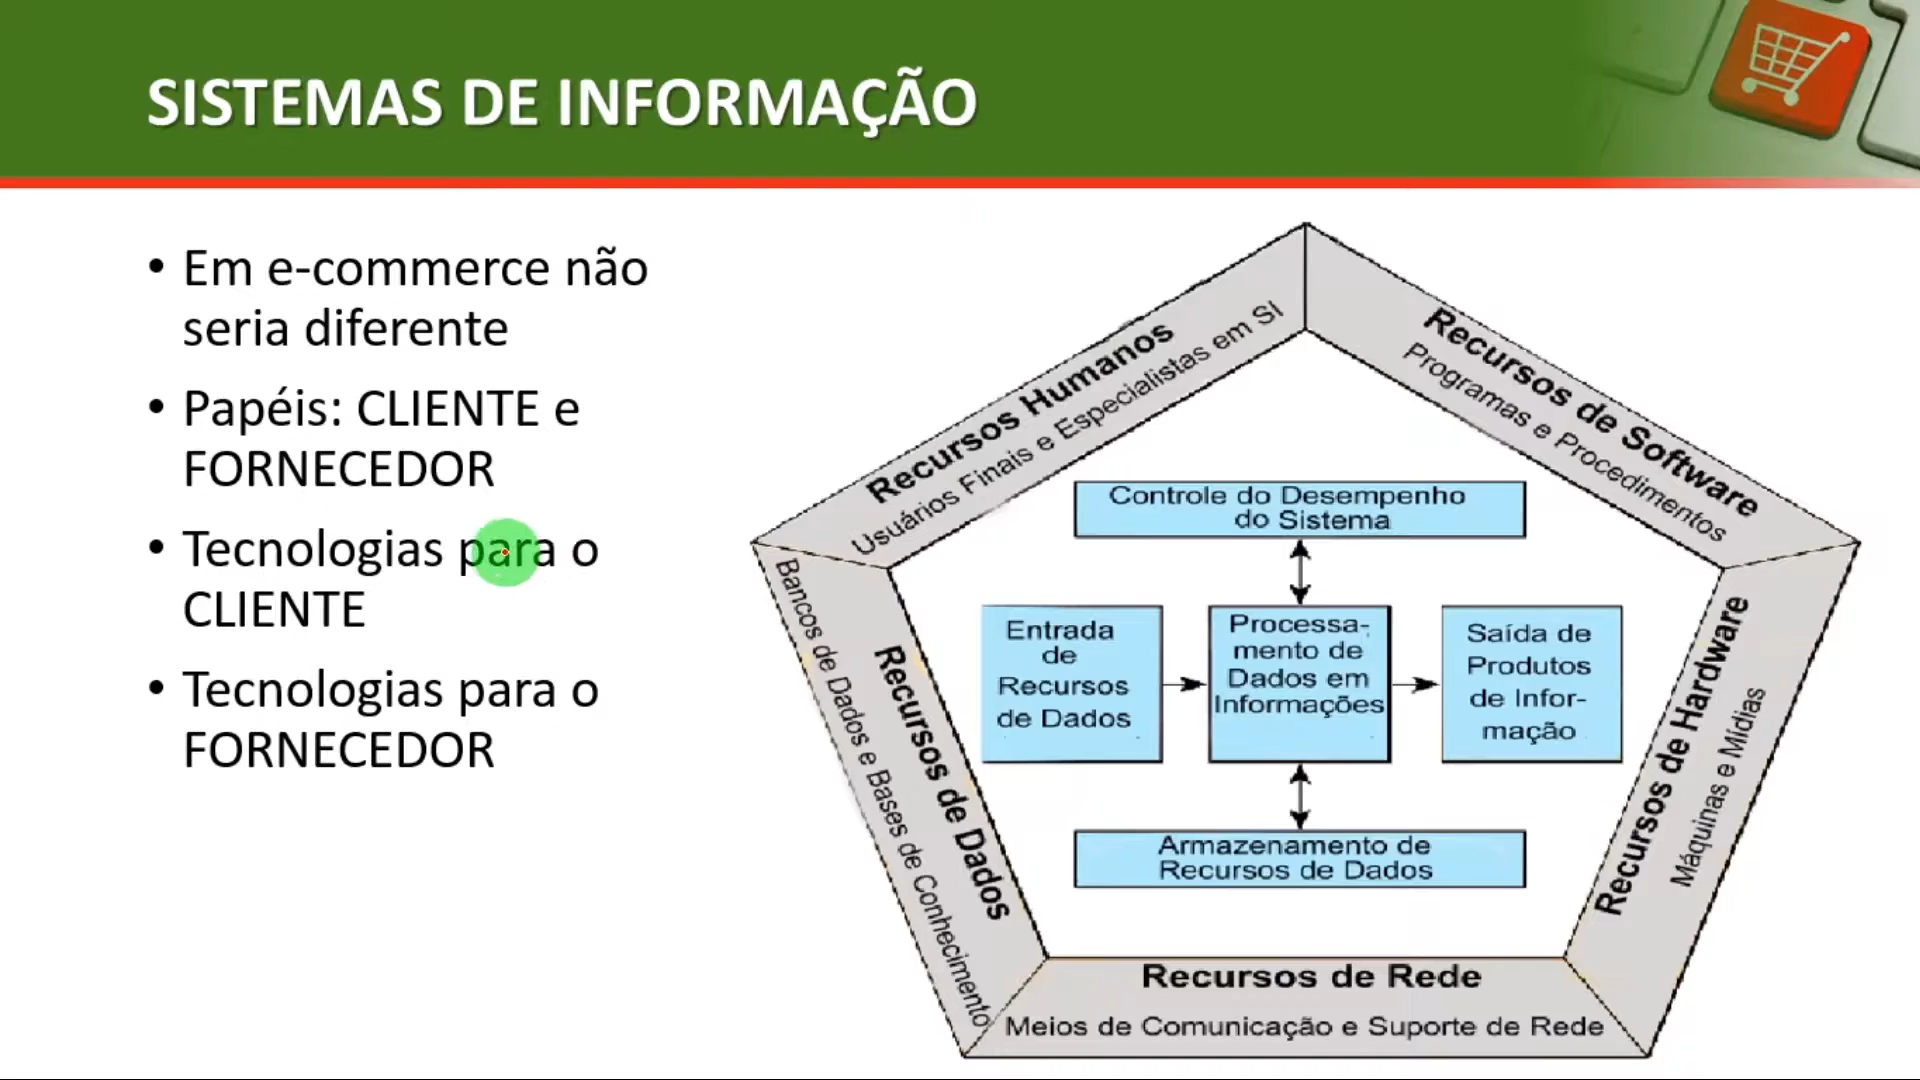 SISTEMAS DE INFORMAÇÃO
• Em e-commerce não
seria diferente
• Papéis: CLIENTE e
FORNECEDOR
• Tecnologias para o
CLIENTE
• Tecnologias para o
FORNECEDOR
Recursos Humanos
Usuários Finais e Especialistas em SI
Recursos de Software
Programas e Procedimentos
Controle do Desempenho
do Sistema
Entrada
de
Recursos
de Dados
Processa-
mento de
Dados em
Informações
Saída de
Produtos
de Infor-
mação
Armazenamento de
Recursos de Dados
Recursos de Dados
Bancos de Dados e Bases de Conhecimento
Recursos de Hardware
Máquinas e Mídias
Recursos de Rede
Meios de Comunicação e Suporte de Rede